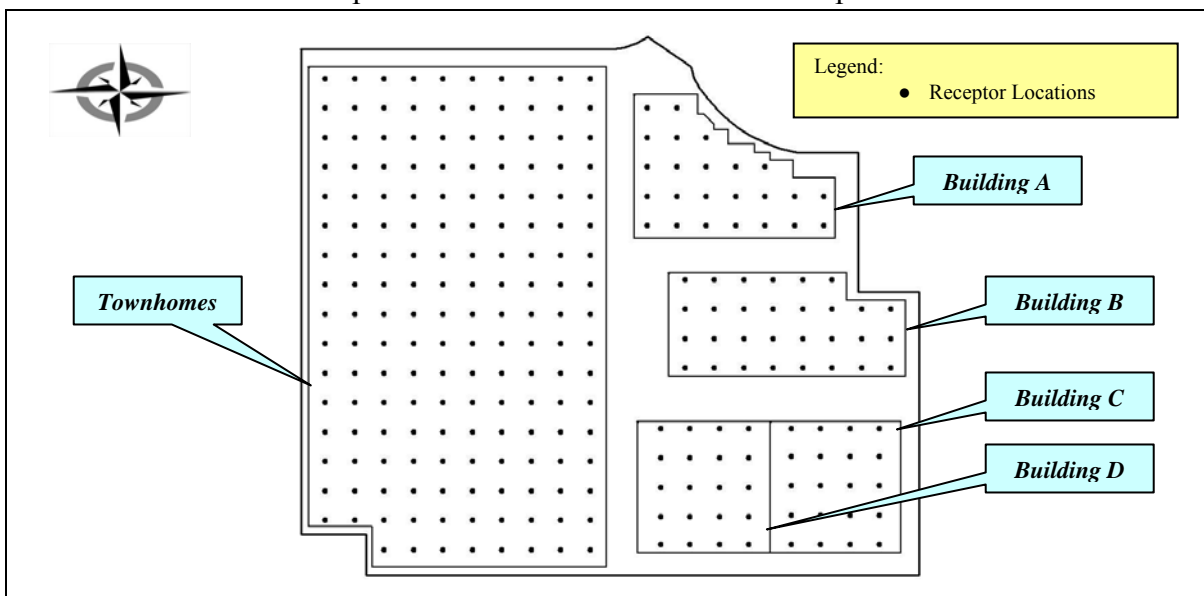 Legend:
● Receptor Locations
Building A
Townhomes
Building B
Building C
Building D